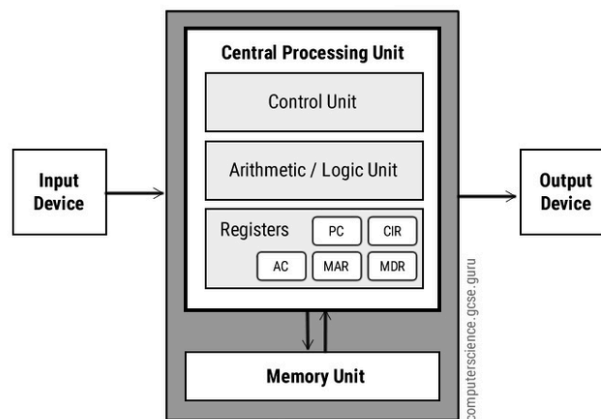 Central Processing Unit
Control Unit
Arithmetic / Logic Unit
Registers
PC
CIR
AC
MAR
MDR
Input
Device
Output
Device
Memory Unit
computerscience.gcse.guru